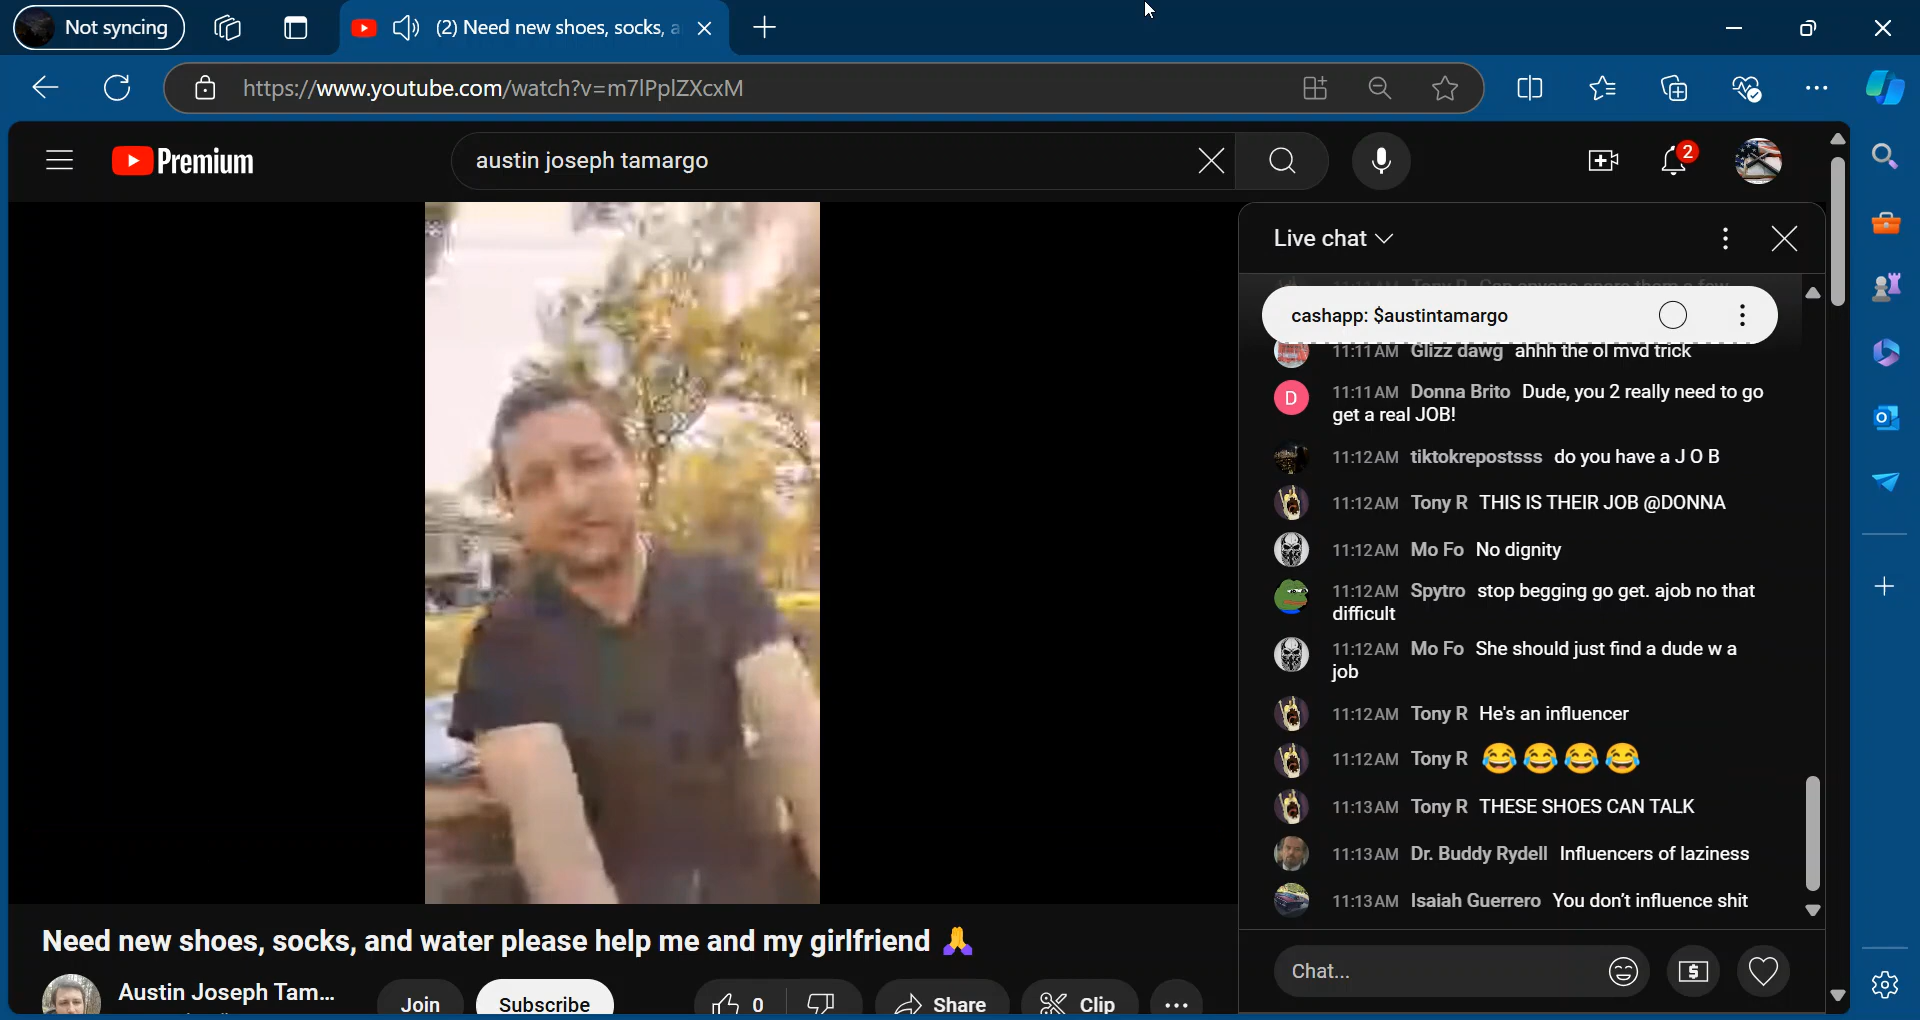 Not syncing
(2) Need new shoes, socks, a
https://www.youtube.com/watch?v=m7lPplZXcxM
Premium
austin joseph tamargo
2
Live chat
cashapp: $austintamargo
11:11AM Glizz dawg ahhh the ol mvd trick
D
11:11AM Donna Brito Dude, you 2 really need to go
get a real JOB!
11:12AM tiktokrepostsss do you have a J O B
11:12AM Tony R THIS IS THEIR JOB @DONNA
11:12AM Mo Fo No dignity
11:12AM Spytro stop begging go get. ajob no that
difficult
11:12AM Mo Fo She should just find a dude w a
job
11:12AM Tony R He's an influencer
11:12AM Tony R 😂😂😂😂
11:13AM Tony R THESE SHOES CAN TALK
11:13AM Dr. Buddy Rydell Influencers of laziness
11:13AM Isaiah Guerrero You don't influence shit
Chat...
$
Need new shoes, socks, and water please help me and my girlfriend 🙏
Austin Joseph Tam...
Join
Subscribe
0
Share
Clip